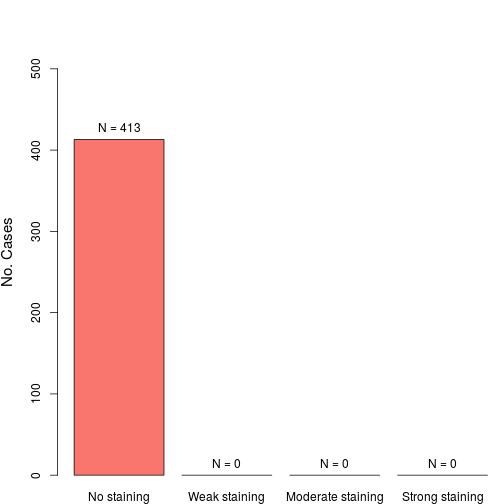 500
400
300
200
100
0
No. Cases
N = 413
N = 0
N = 0
N = 0
No staining
Weak staining
Moderate staining
Strong staining